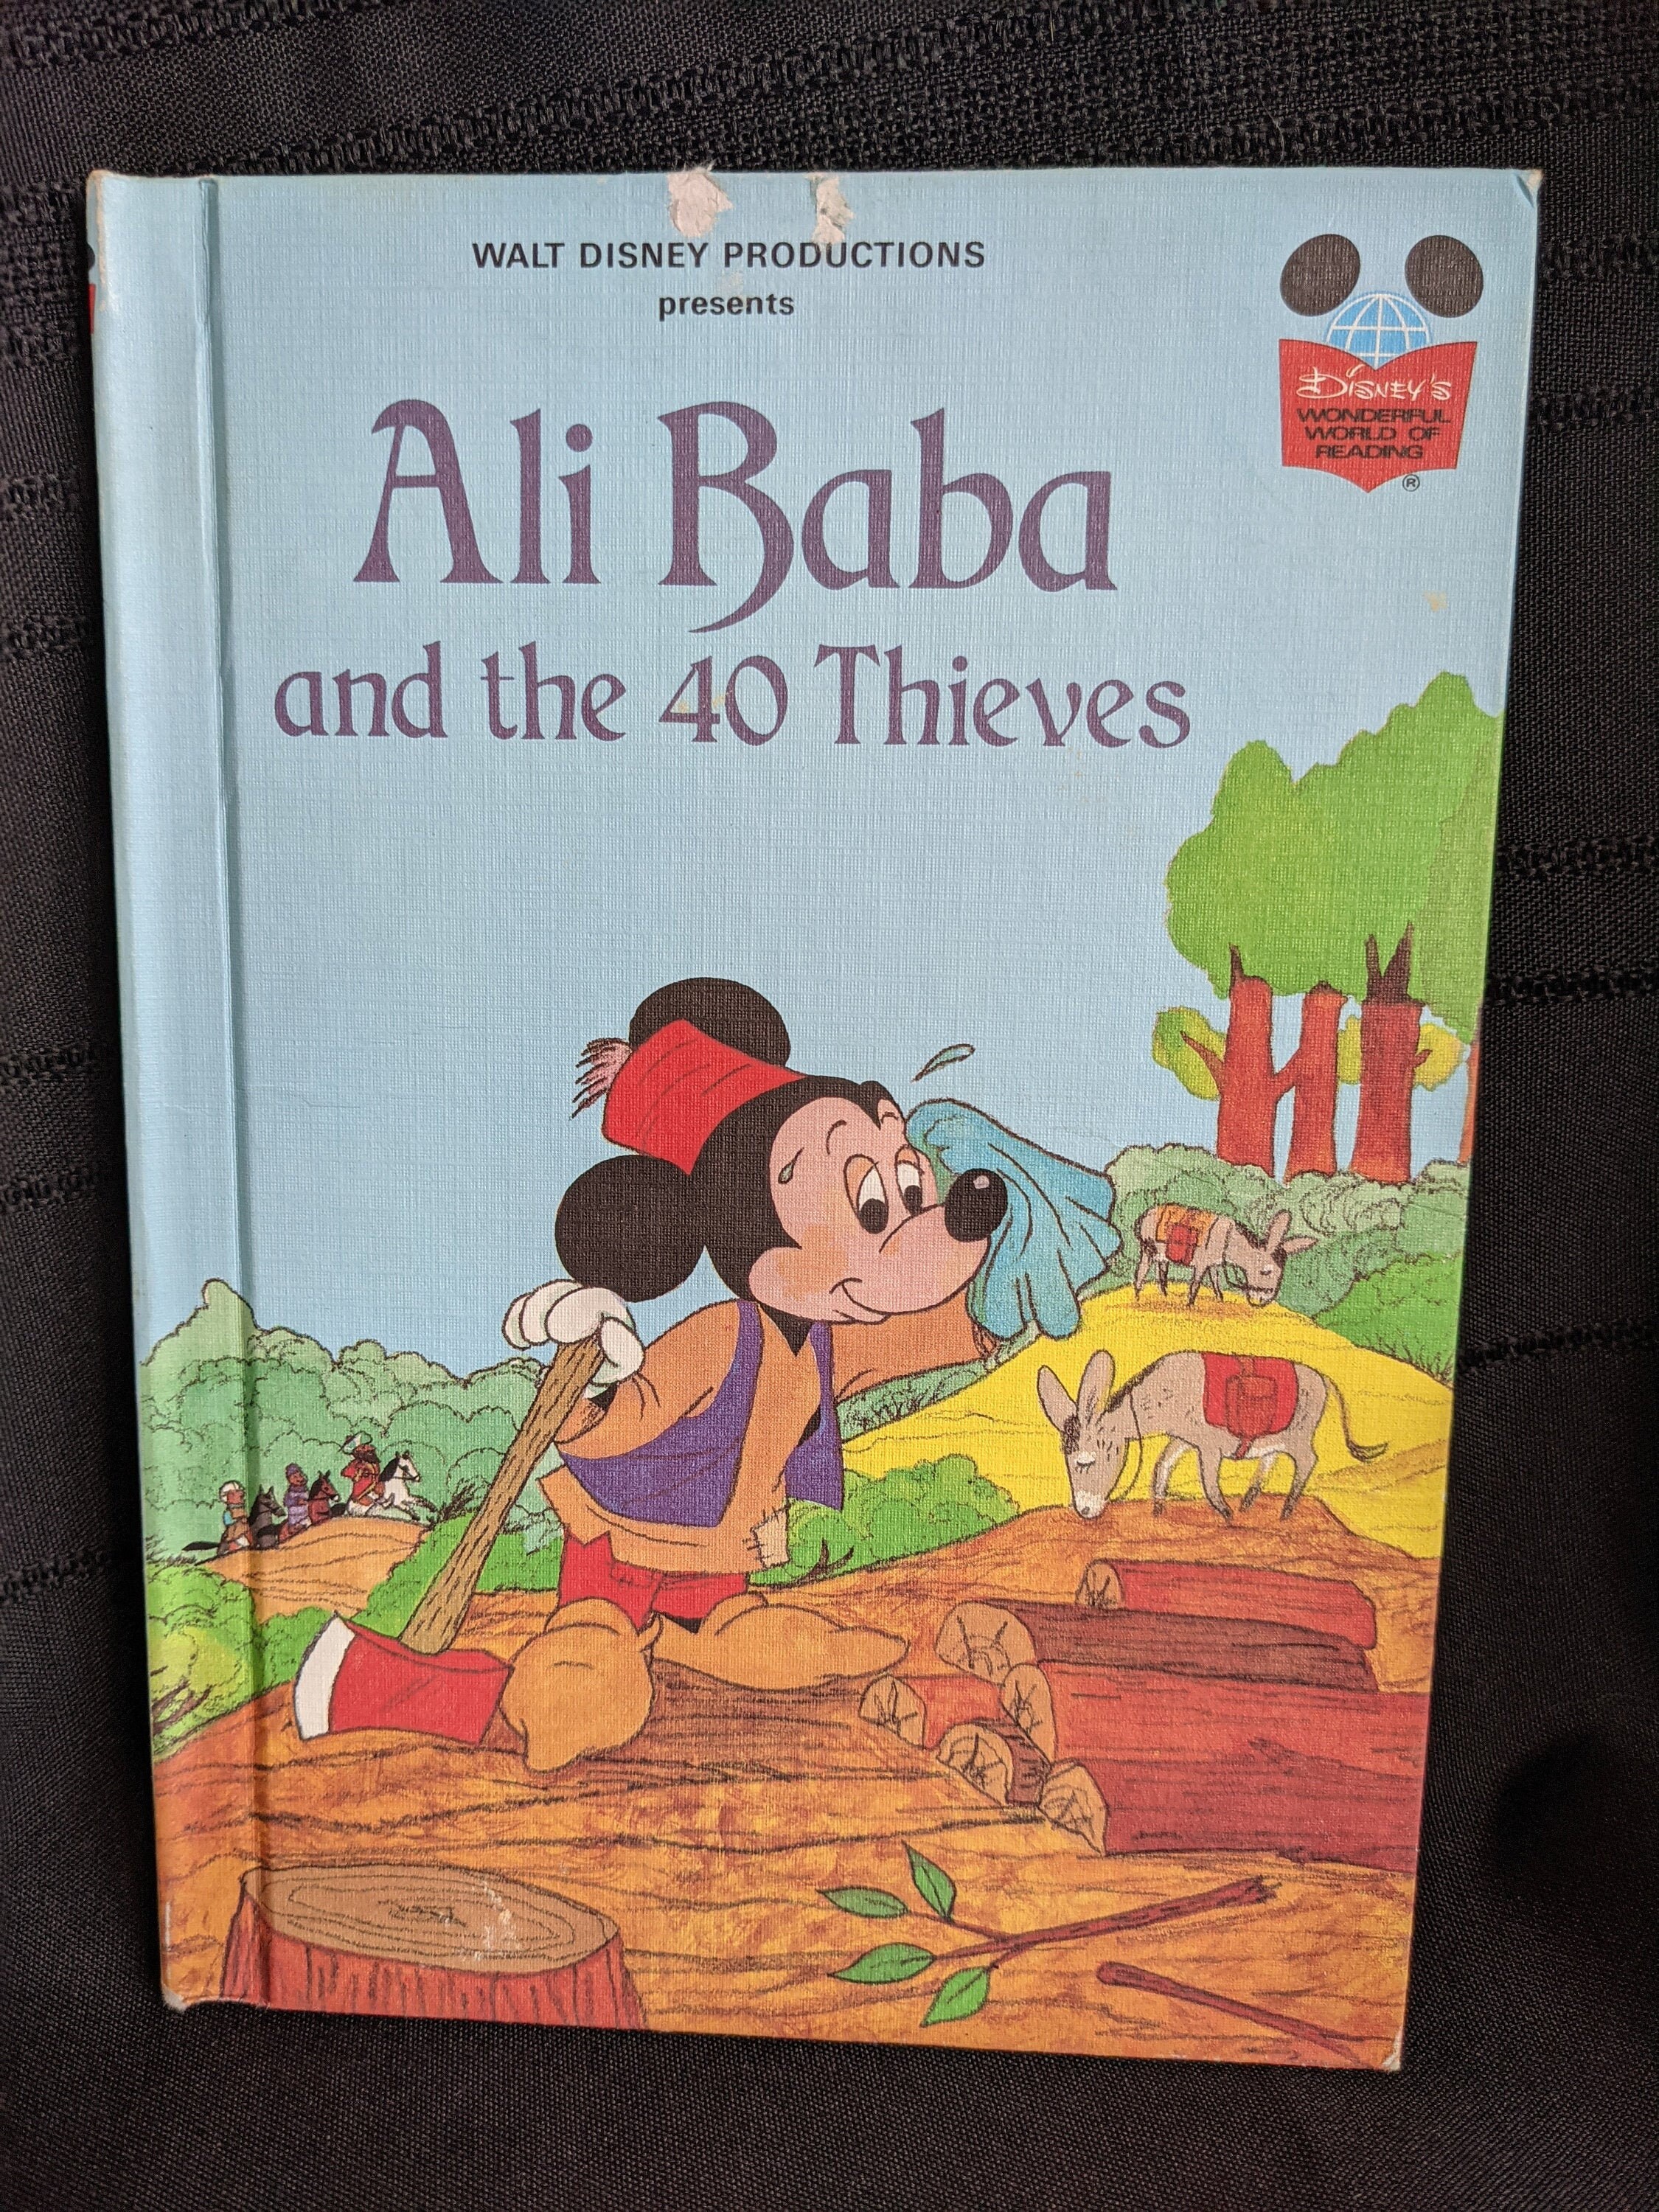 WALT DISNEY PRODUCTIONS
presents
DISNEY'S
WONDERFUL
WORLD OF
READING
®
Ali Baba
and the 40 Thieves